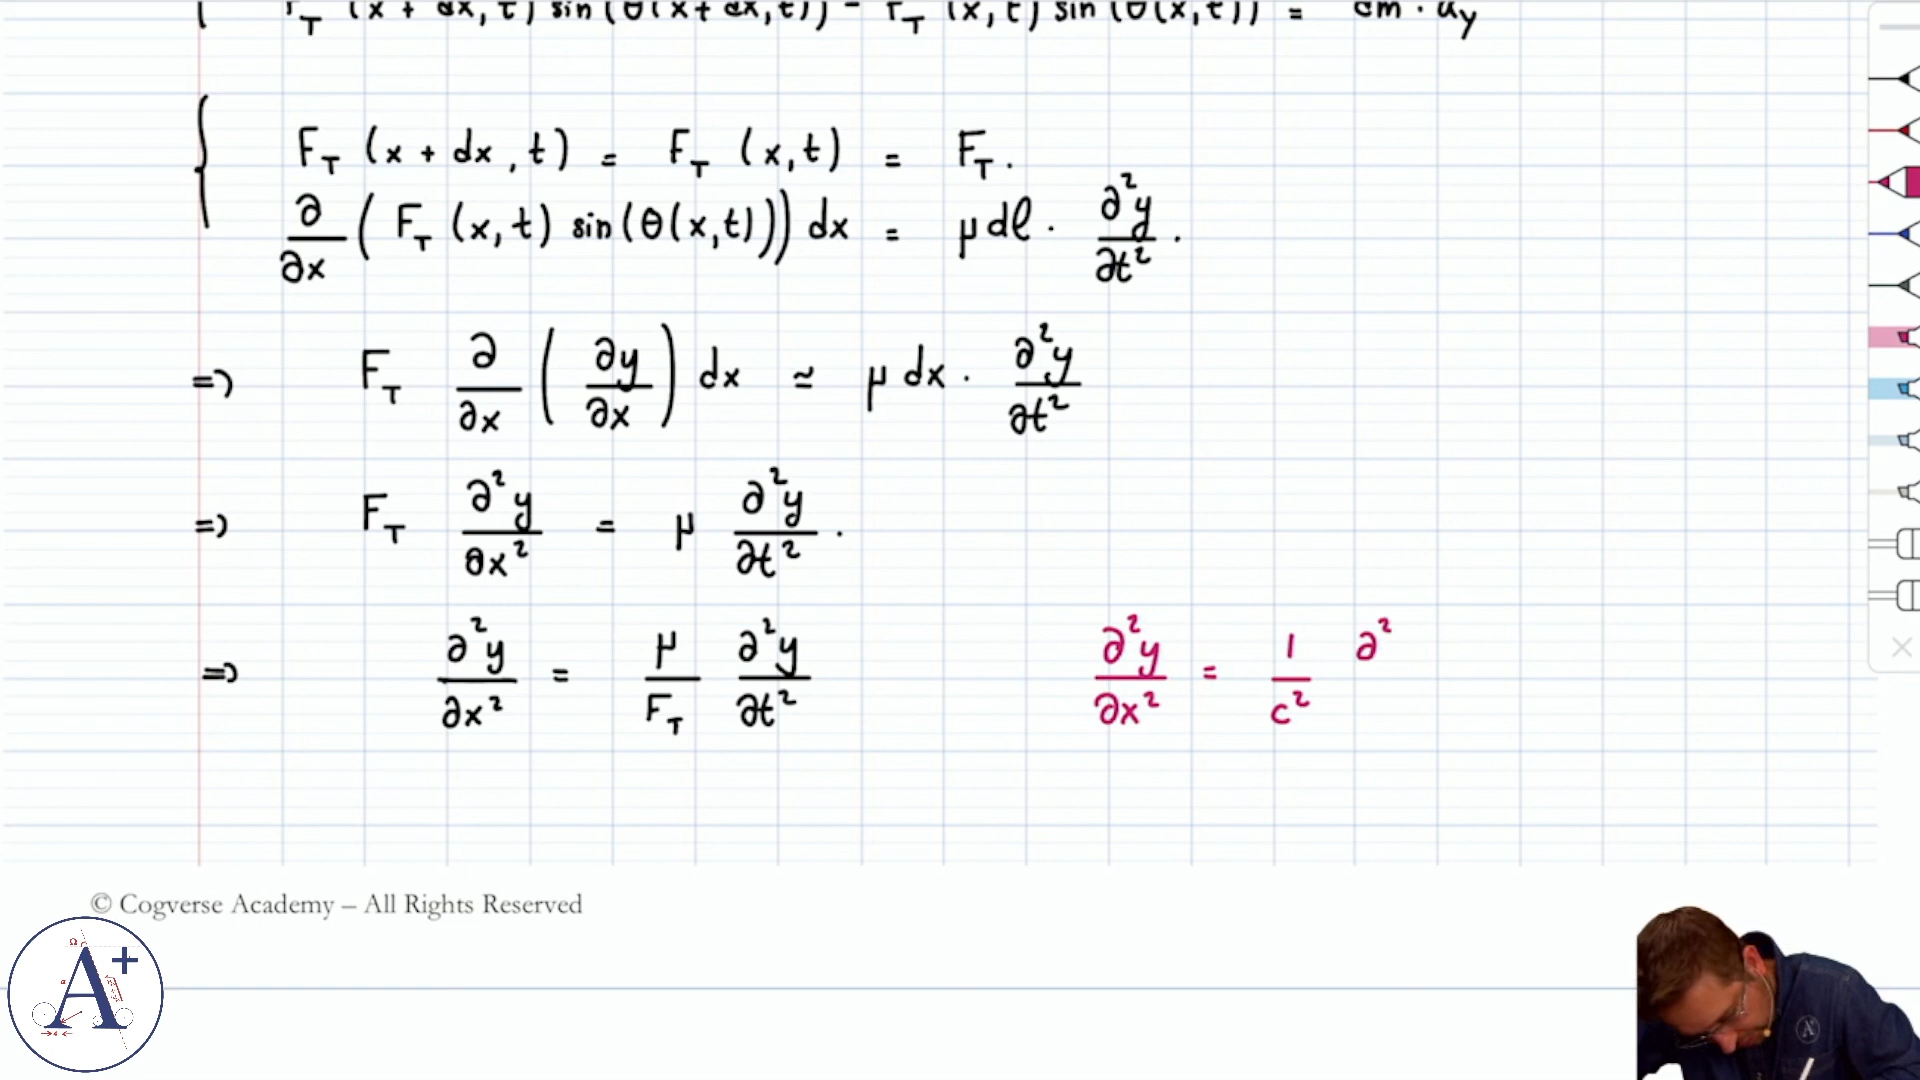 F_T (x + dx, t) sin(θ(x + dx, t)) - F_T (x, t) sin(θ(x, t)) = dm · a_y
F_T (x + dx, t) = F_T (x, t) = F_T.
∂/∂x ( F_T (x, t) sin(θ(x, t)) ) dx = μ dℓ · ∂²y/∂t².
=> F_T ∂/∂x ( ∂y/∂x ) dx ≃ μ dx · ∂²y/∂t²
=> F_T ∂²y/∂x² = μ ∂²y/∂t².
=> ∂²y/∂x² = μ/F_T ∂²y/∂t² ∂²y/∂x² = 1/c² ∂²
© Cogverse Academy – All Rights Reserved
A+